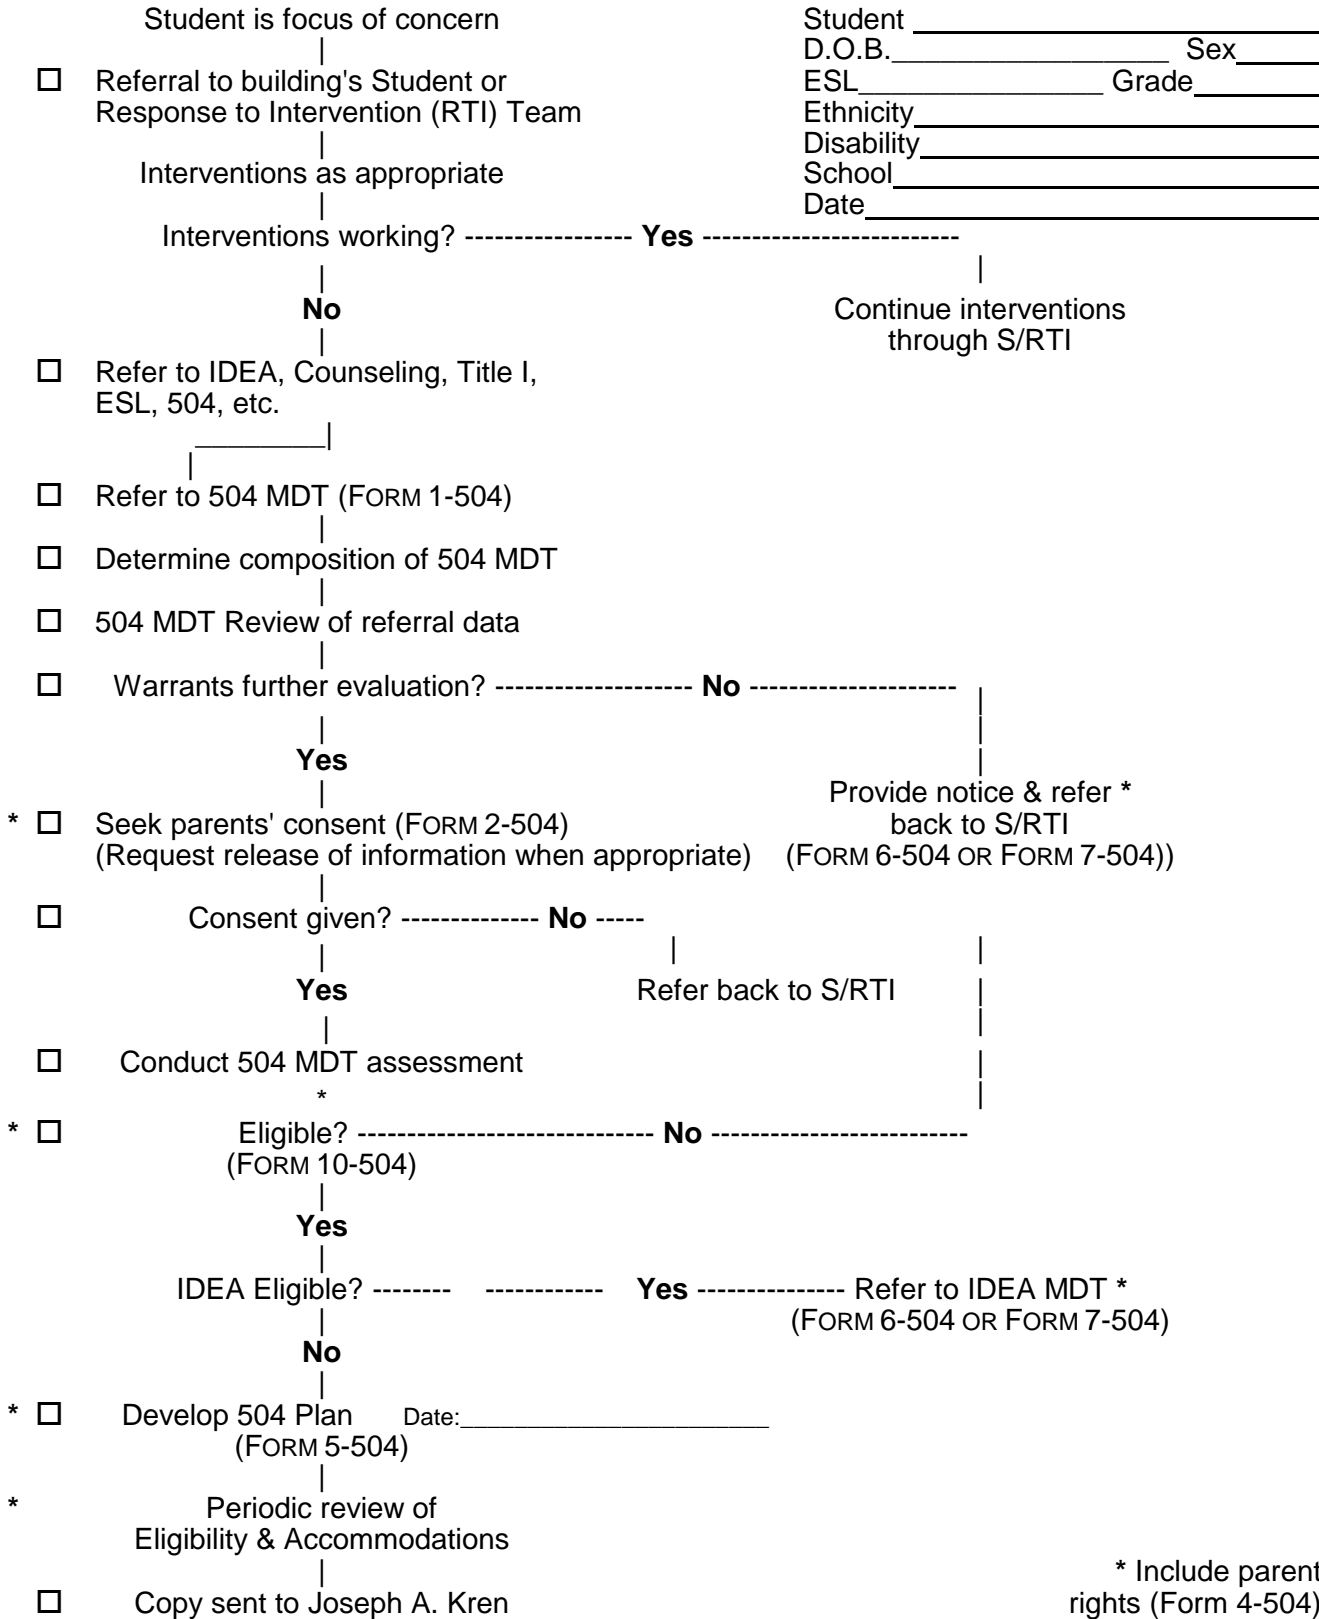 Student is focus of concern
Student
D.O.B.__________________ Sex
Referral to building's Student or
ESL________________ Grade
Response to Intervention (RTI) Team
Ethnicity
Disability
Interventions as appropriate
School
Date
Interventions working? ----------------- Yes --------------------------
No
Continue interventions
through S/RTI
Refer to IDEA, Counseling, Title I,
ESL, 504, etc.
Refer to 504 MDT (FORM 1-504)
Determine composition of 504 MDT
504 MDT Review of referral data
Warrants further evaluation? -------------------- No ---------------------
Yes
Provide notice & refer *
* Seek parents' consent (FORM 2-504)
back to S/RTI
(Request release of information when appropriate)
(FORM 6-504 OR FORM 7-504))
Consent given? -------------- No -----
Yes
Refer back to S/RTI
Conduct 504 MDT assessment
*
* Eligible? ------------------------------ No --------------------------
(FORM 10-504)
Yes
IDEA Eligible? -------- ------------ Yes --------------- Refer to IDEA MDT *
(FORM 6-504 OR FORM 7-504)
No
* Develop 504 Plan Date:_______________________
(FORM 5-504)
* Periodic review of
Eligibility & Accommodations
* Include parent
Copy sent to Joseph A. Kren
rights (Form 4-504)